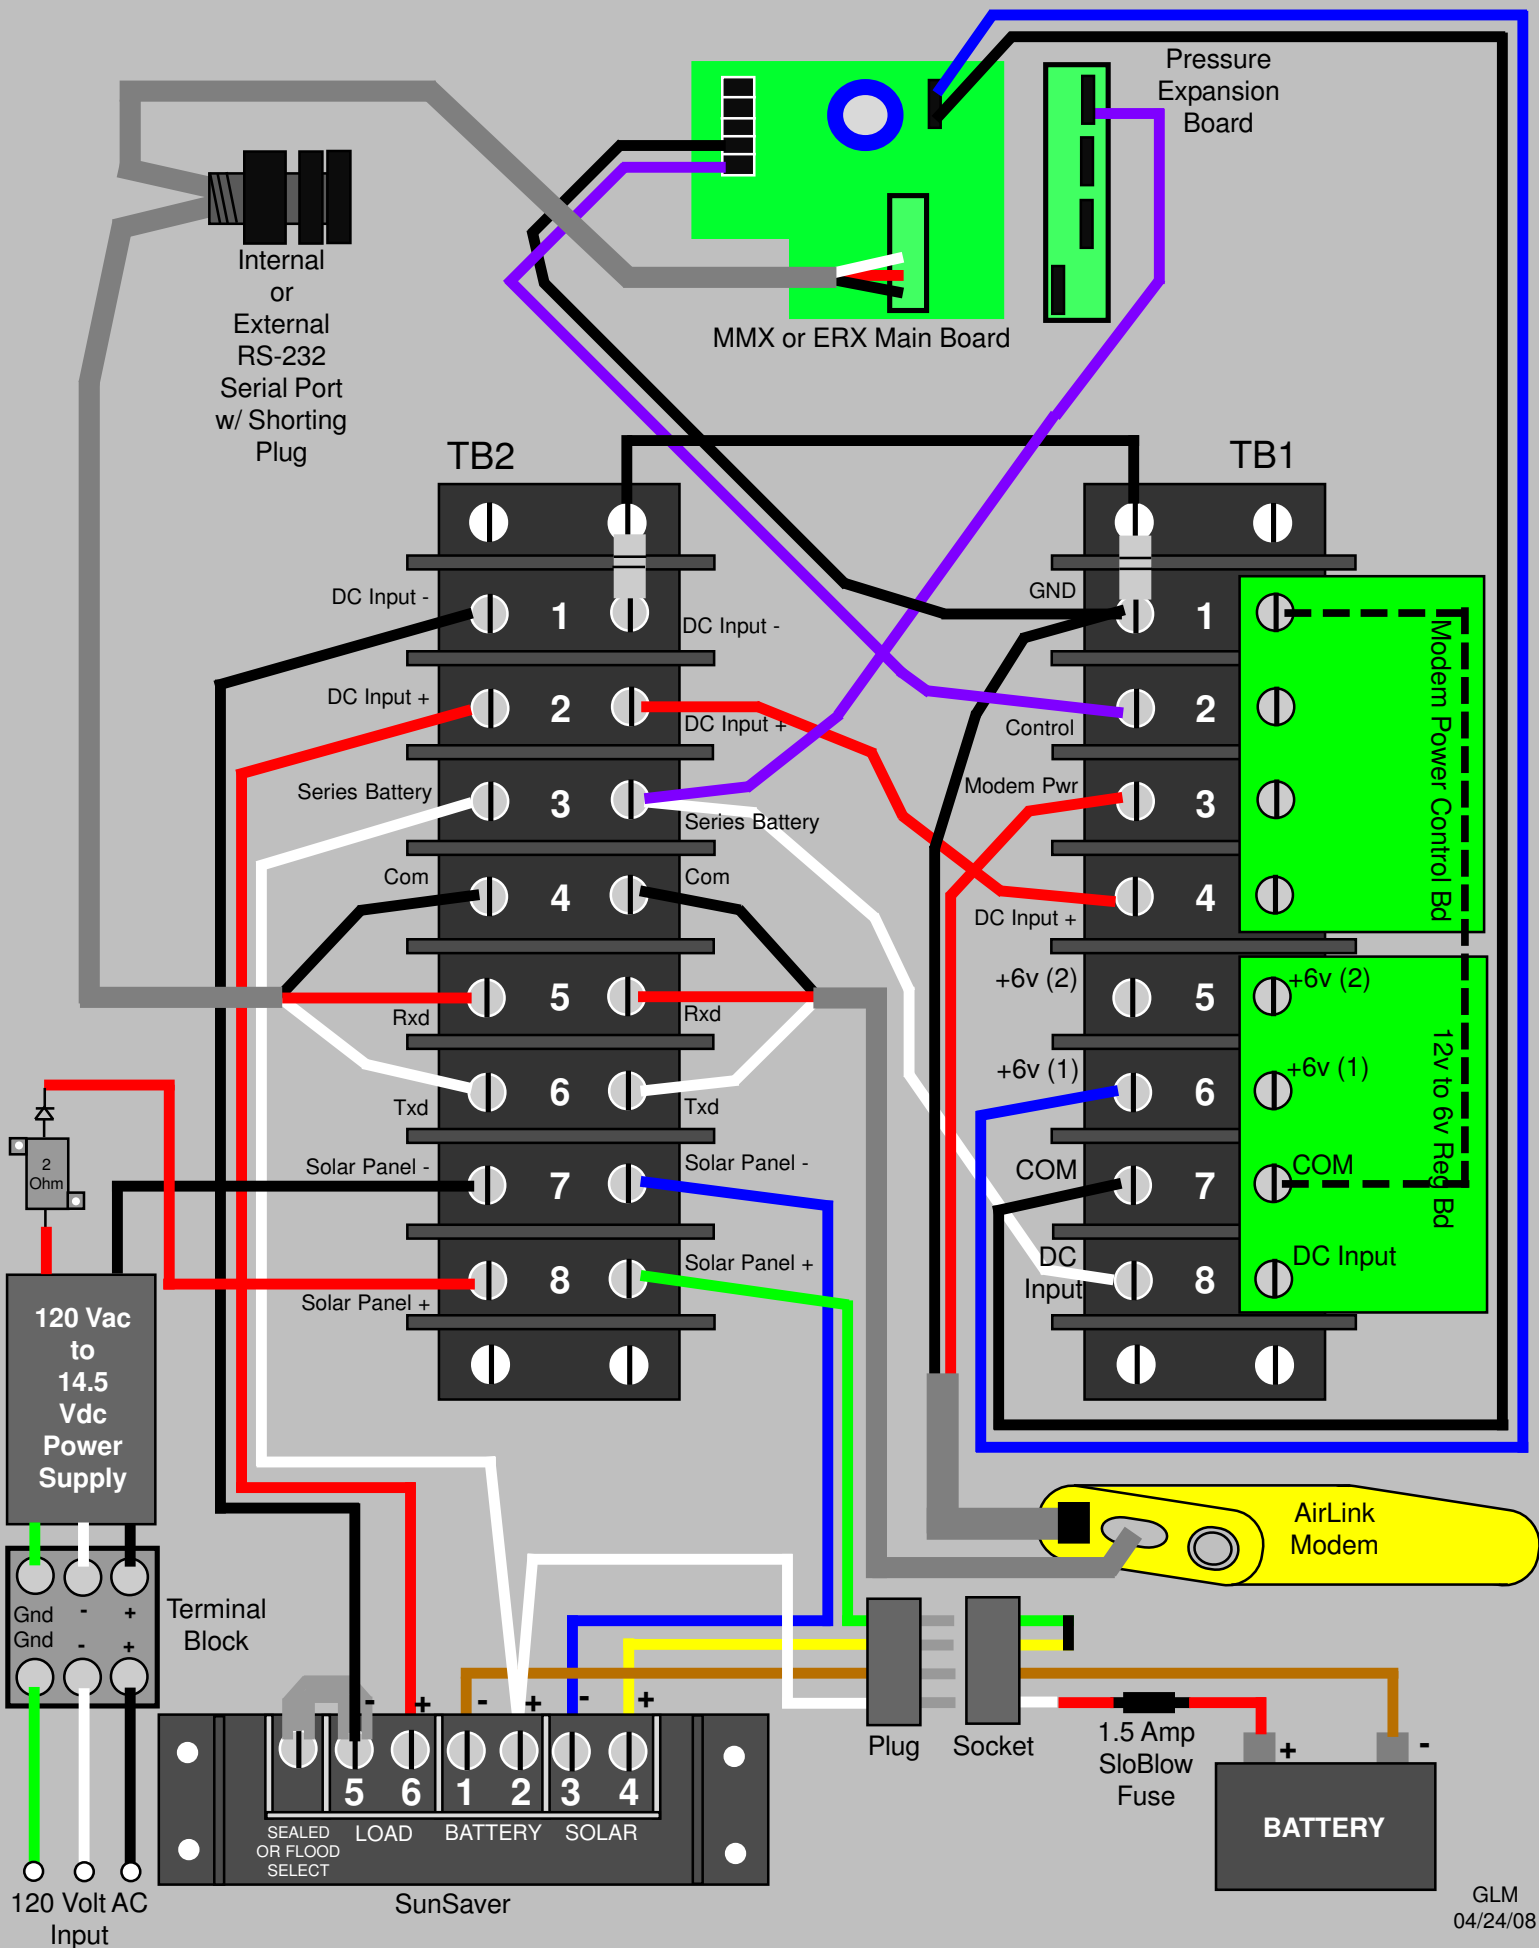 Pressure
Expansion
Board
Internal
or
External
RS-232
Serial Port
w/ Shorting
Plug
MMX or ERX Main Board
TB2
TB1
DC Input -
1
DC Input -
DC Input +
2
DC Input +
Series Battery
3
Series Battery
Com
4
Com
Rxd
5
Rxd
Txd
6
Txd
Solar Panel -
7
Solar Panel -
Solar Panel +
8
Solar Panel +
GND
1
Control
2
Modem Pwr
3
DC Input +
4
+6v (2)
5
+6v (2)
+6v (1)
6
+6v (1)
COM
7
COM
DC
Input
8
DC Input
Modem Power Control Bd
12v to 6v Reg Bd
2
Ohm
120 Vac
to
14.5
Vdc
Power
Supply
Gnd - +
Gnd - +
Terminal
Block
120 Volt AC
Input
AirLink
Modem
- + - + - +
5 6 1 2 3 4
SEALED
OR FLOOD
SELECT
LOAD
BATTERY
SOLAR
SunSaver
Plug
Socket
1.5 Amp
SloBlow
Fuse
+ -
BATTERY
GLM
04/24/08